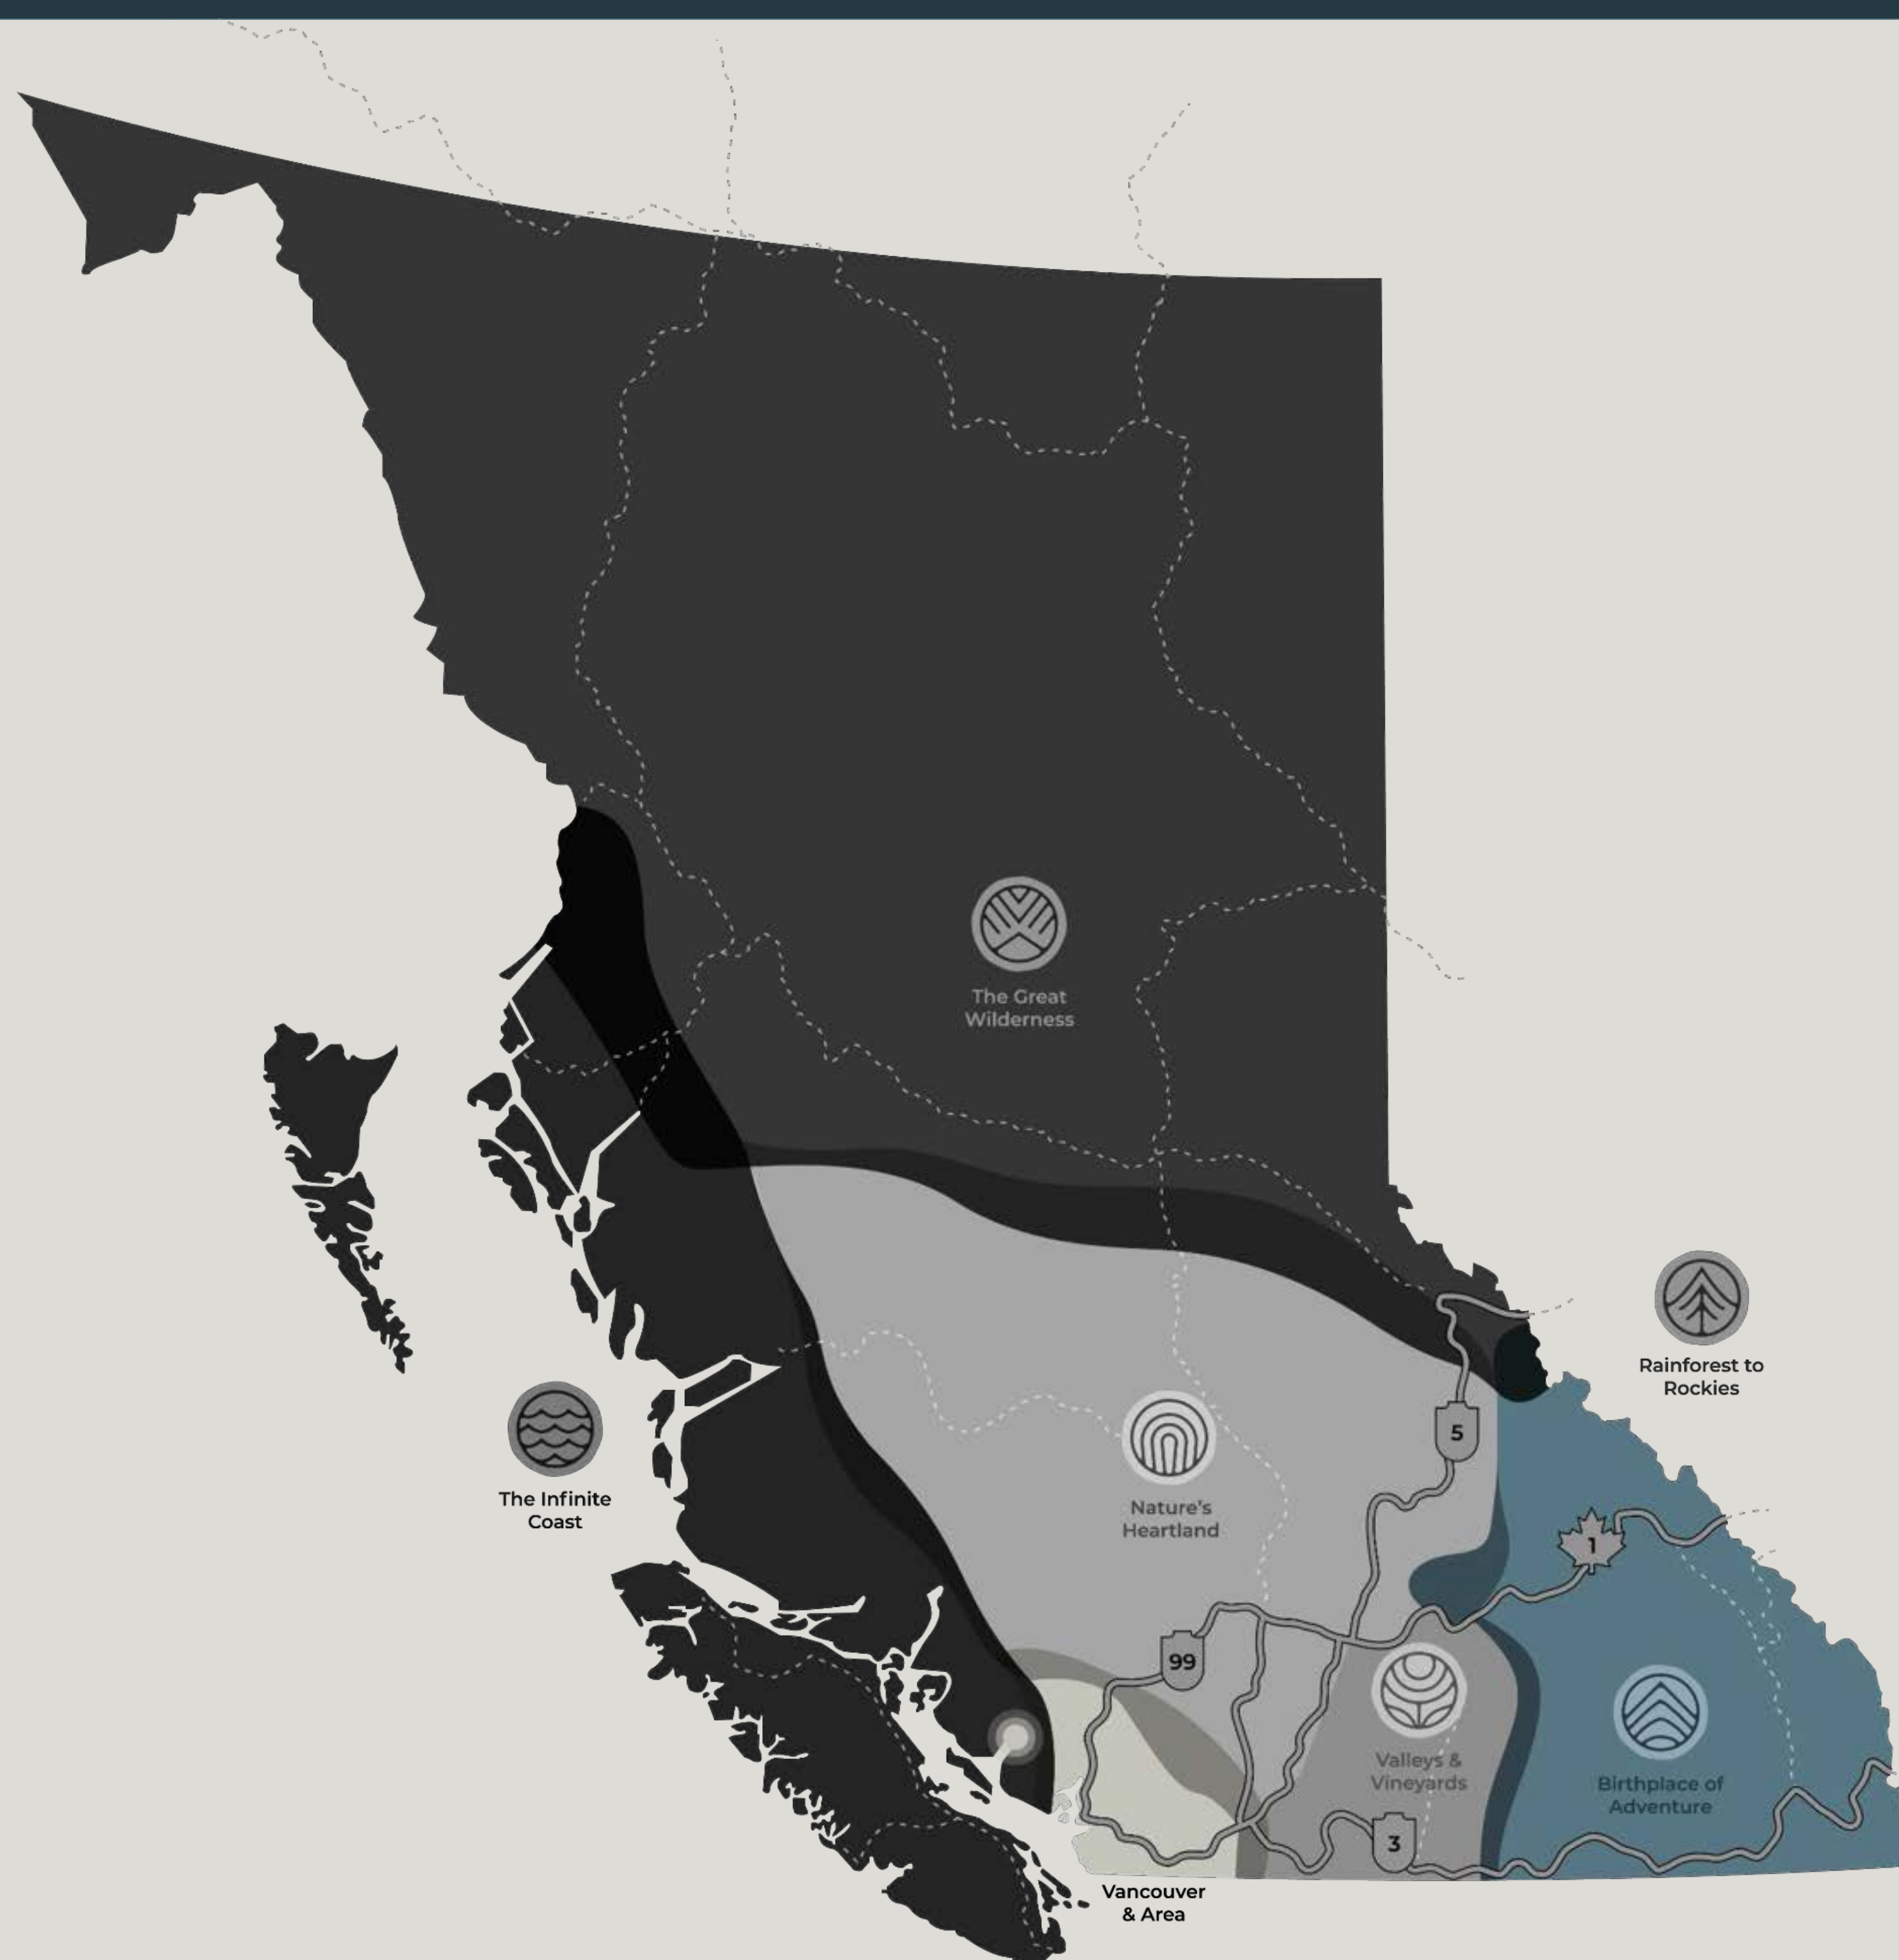 The Great
Wilderness
Rainforest to
Rockies
5
The Infinite
Coast
Nature's
Heartland
1
99
Valleys &
Vineyards
Birthplace of
Adventure
3
Vancouver
& Area